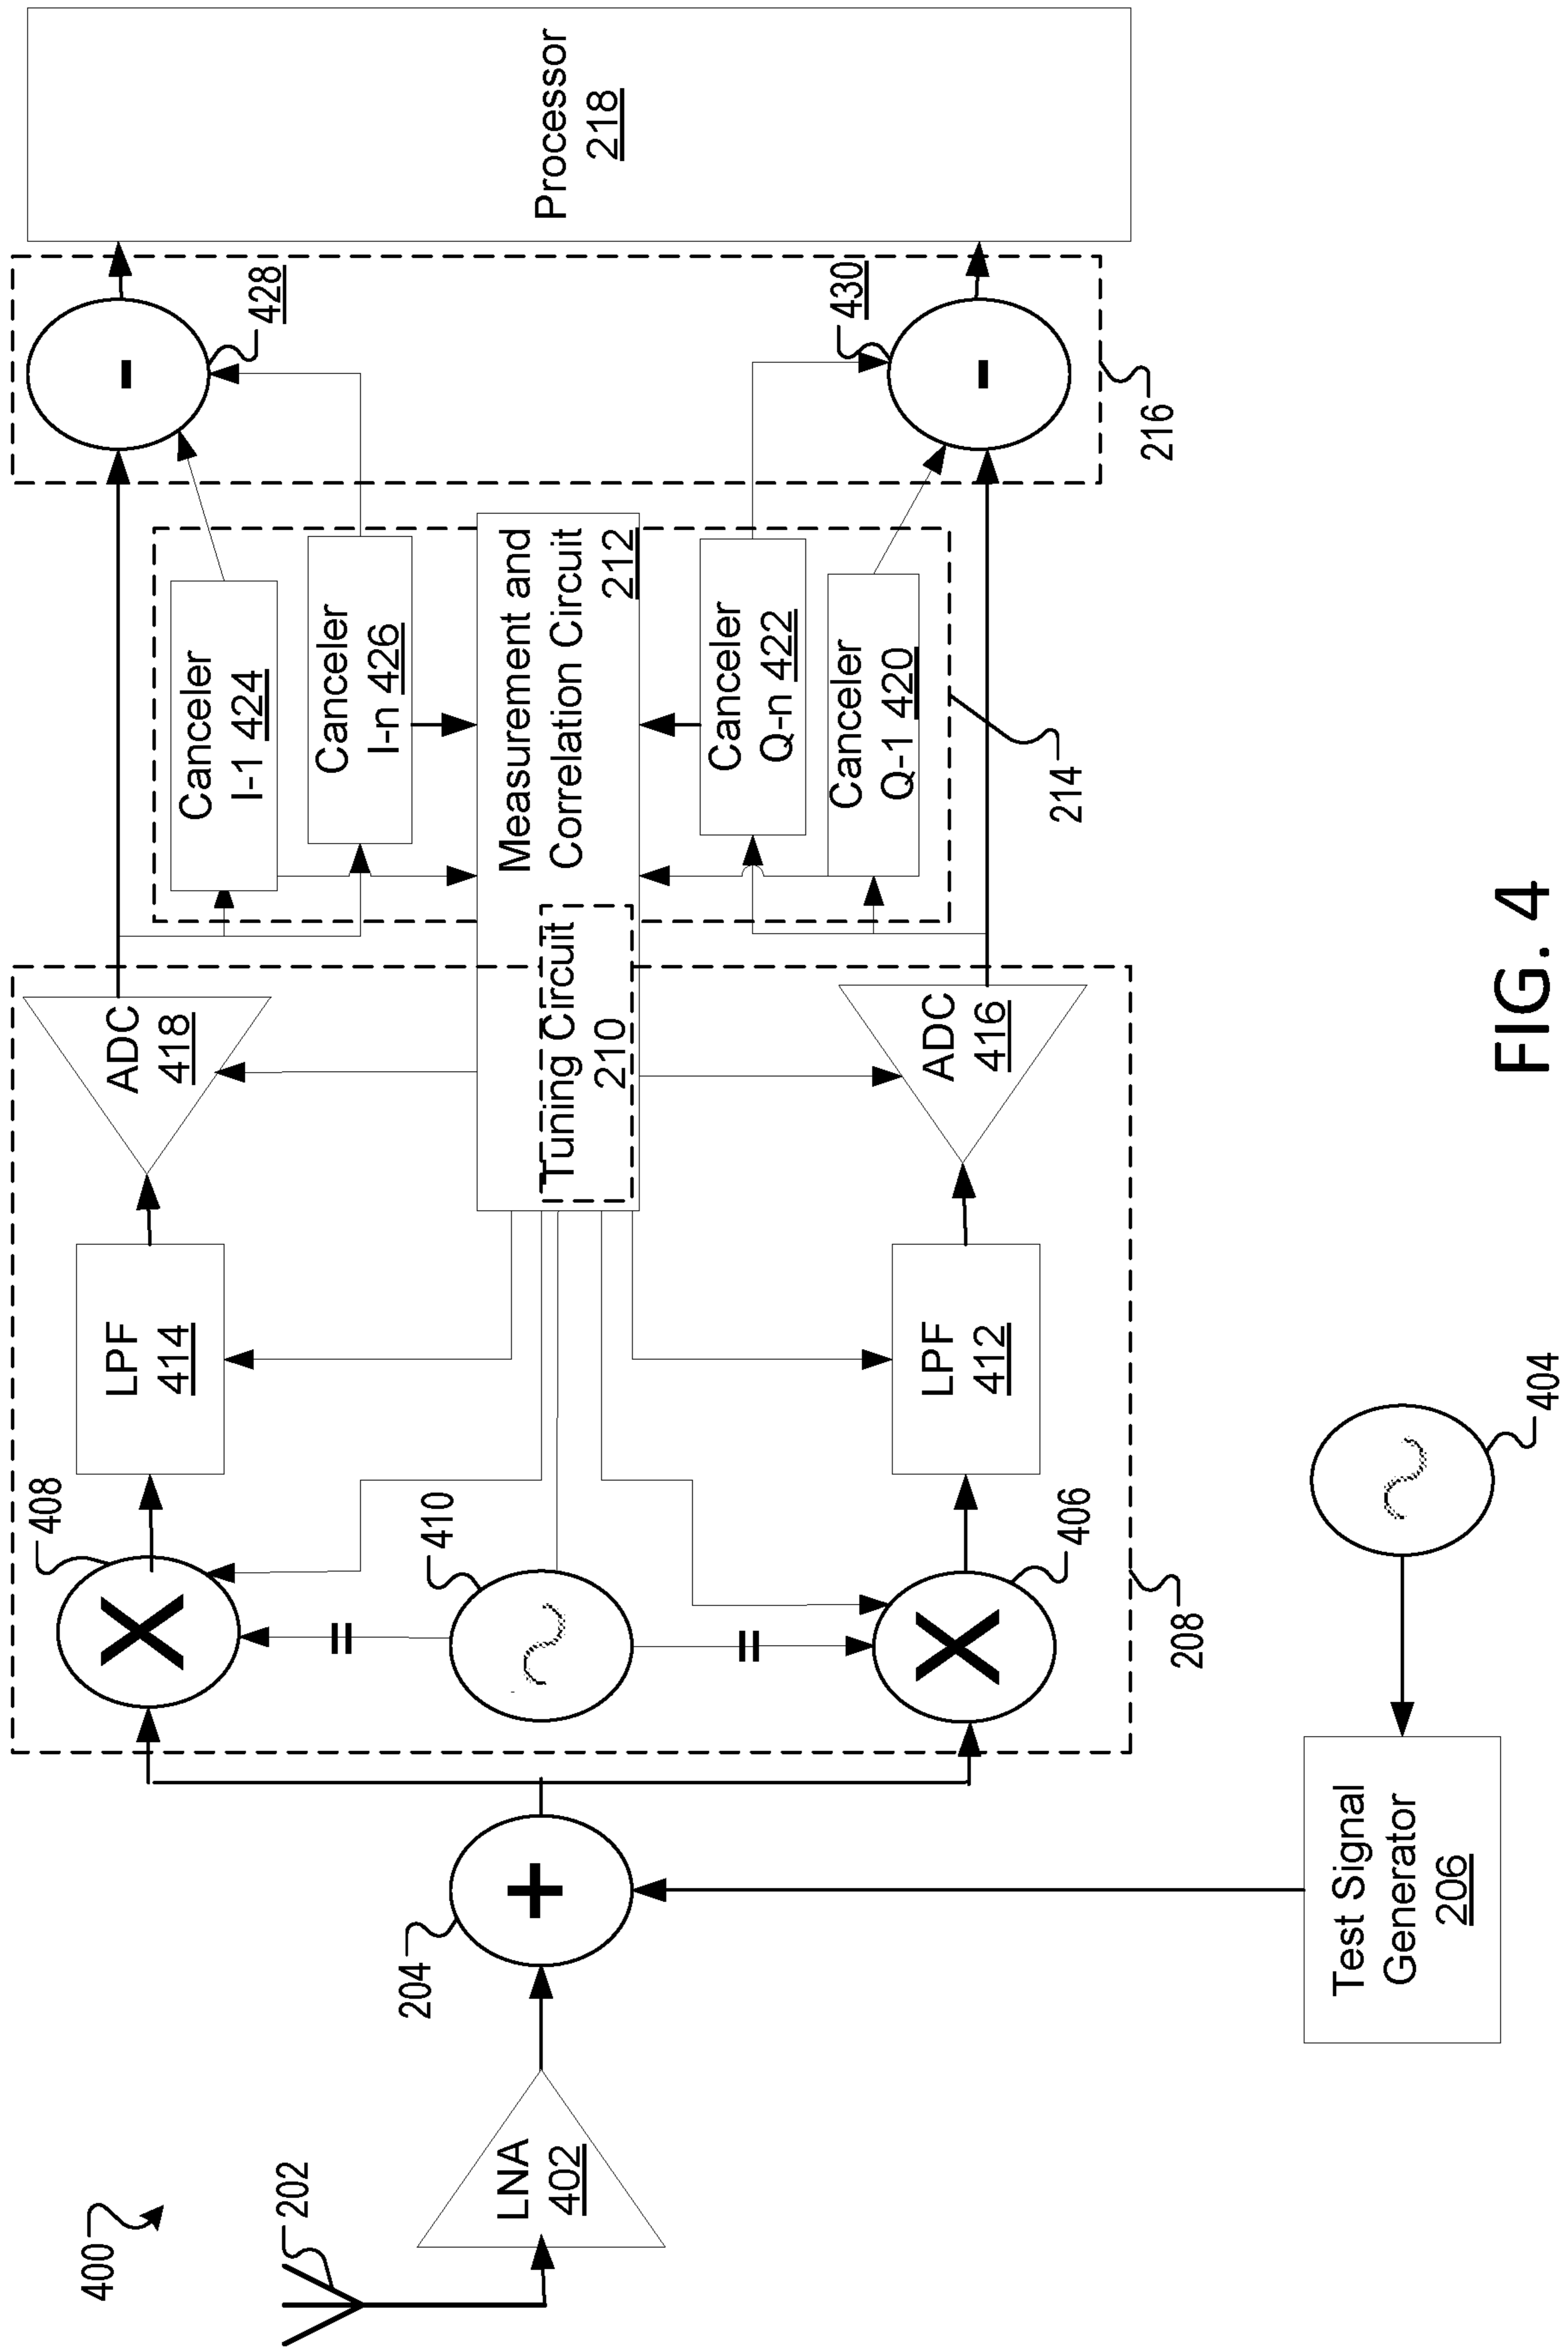 400
202
LNA
402
204
+
Test Signal
Generator
206
404
208
408
X
410
406
X
LPF
414
LPF
412
ADC
418
ADC
416
Tuning Circuit
210
Measurement and
Correlation Circuit
212
Canceler
I-1 424
Canceler
I-n 426
Canceler
Q-n 422
Canceler
Q-1 420
214
-
428
-
430
216
Processor
218
FIG. 4